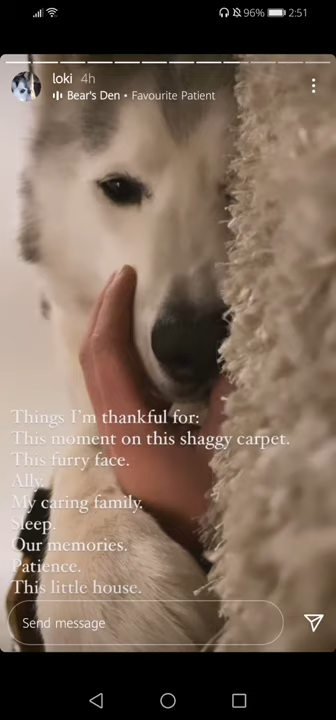 96% 2:51
loki 4h
Bear's Den • Favourite Patient
Things I'm thankful for:
This moment on this shaggy carpet.
This furry face.
Ally.
My caring family.
Sleep.
Our memories.
Patience.
This little house.
Send message